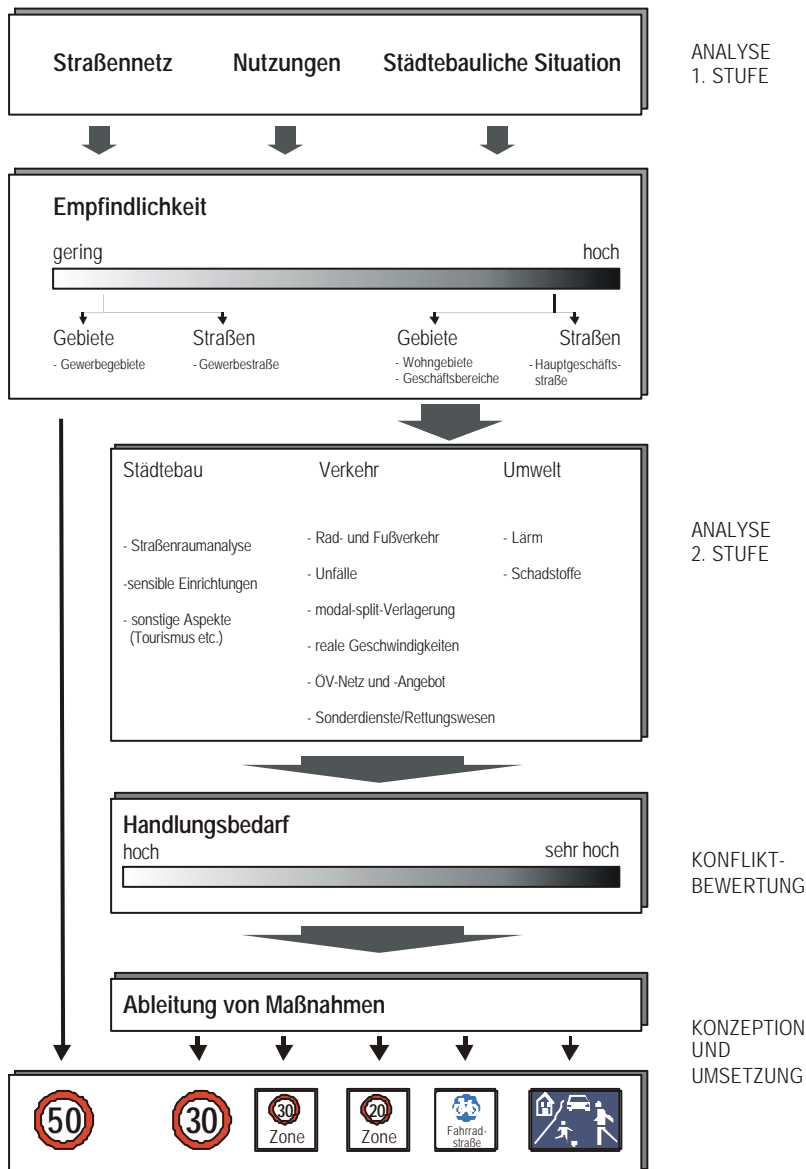 Straßennetz Nutzungen Städtebauliche Situation
ANALYSE
1. STUFE
Empfindlichkeit
gering hoch
Gebiete Straßen Gebiete Straßen
- Gewerbegebiete - Gewerbestraße - Wohngebiete - Hauptgeschäfts-
- Geschäftsbereiche straße
Städtebau Verkehr Umwelt
ANALYSE
2. STUFE
- Straßenraumanalyse
-sensible Einrichtungen
- sonstige Aspekte
(Tourismus etc.)
- Rad- und Fußverkehr
- Unfälle
- modal-split-Verlagerung
- reale Geschwindigkeiten
- ÖV-Netz und -Angebot
- Sonderdienste/Rettungswesen
- Lärm
- Schadstoffe
Handlungsbedarf
hoch sehr hoch
KONFLIKT-
BEWERTUNG
Ableitung von Maßnahmen
KONZEPTION
UND
UMSETZUNG
50 30 30 20
Zone Zone Fahrrad-
straße